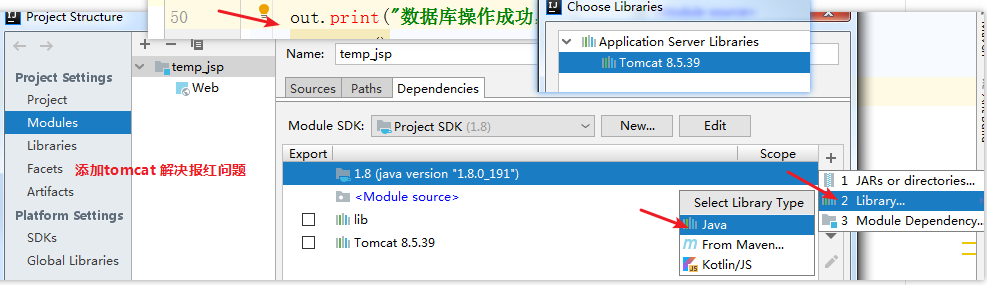 Project Structure
50
out.print("数据库操作成功,
Choose Libraries
Application Server Libraries
Tomcat 8.5.39
Project Settings
Project
Modules
Libraries
Facets
添加tomcat 解决报红问题
Artifacts
Platform Settings
SDKs
Global Libraries
temp_jsp
Web
Name:
temp_jsp
Sources
Paths
Dependencies
Module SDK:
Project SDK (1.8)
New...
Edit
Export
Scope
1.8 (java version "1.8.0_191")
<Module source>
lib
Tomcat 8.5.39
1 JARs or directories...
2 Library...
3 Module Dependency...
Select Library Type
Java
From Maven...
Kotlin/JS